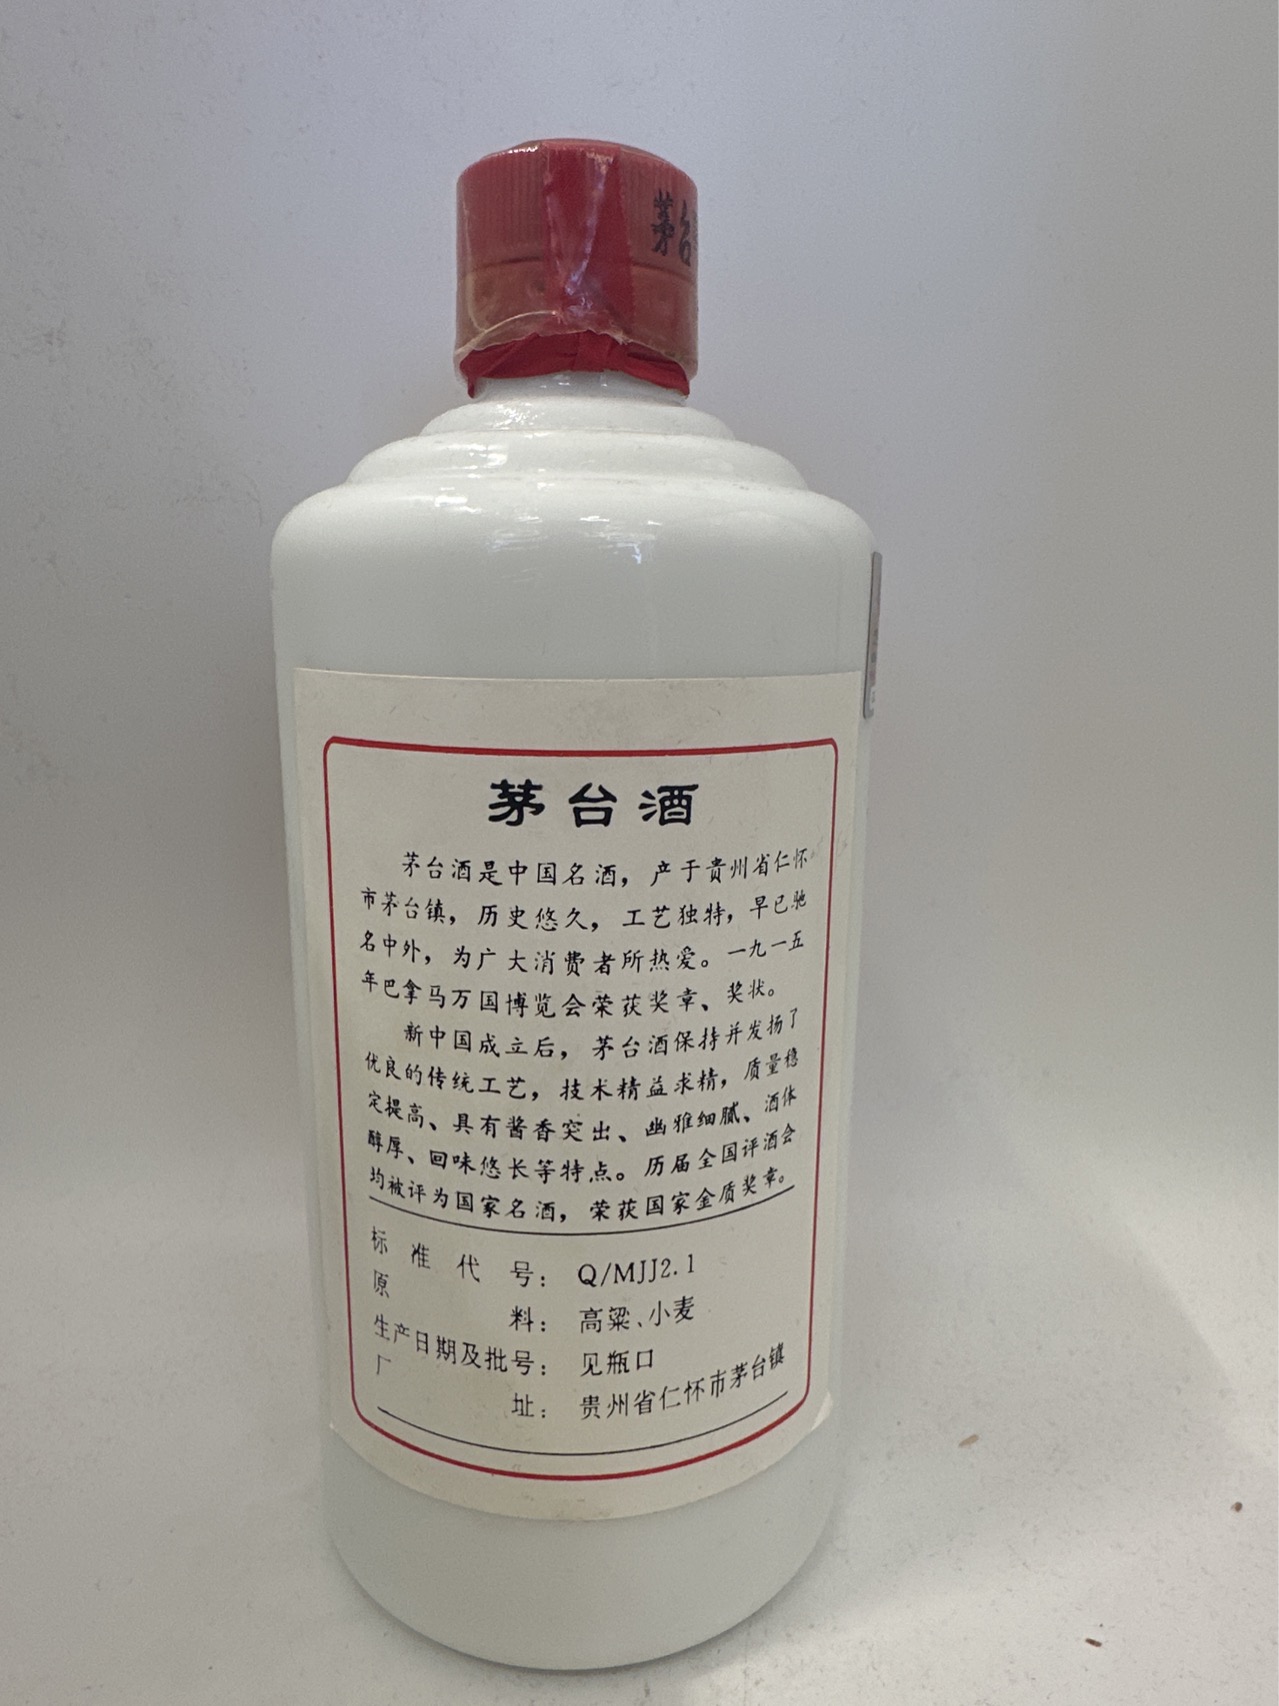 茅台
茅台酒
茅台酒是中国名酒，产于贵州省仁怀
市茅台镇，历史悠久，工艺独特，早已驰
名中外，为广大消费者所热爱。一九一五
年巴拿马万国博览会荣获奖章、奖状。
新中国成立后，茅台酒保持并发扬了
优良的传统工艺，技术精益求精，质量稳
定提高、具有酱香突出、幽雅细腻、酒体
醇厚、回味悠长等特点。历届全国评酒会
均被评为国家名酒，荣获国家金质奖章。
标准代号：Q/MJJ2.1
原料：高粱、小麦
生产日期及批号：见瓶口
厂址：贵州省仁怀市茅台镇